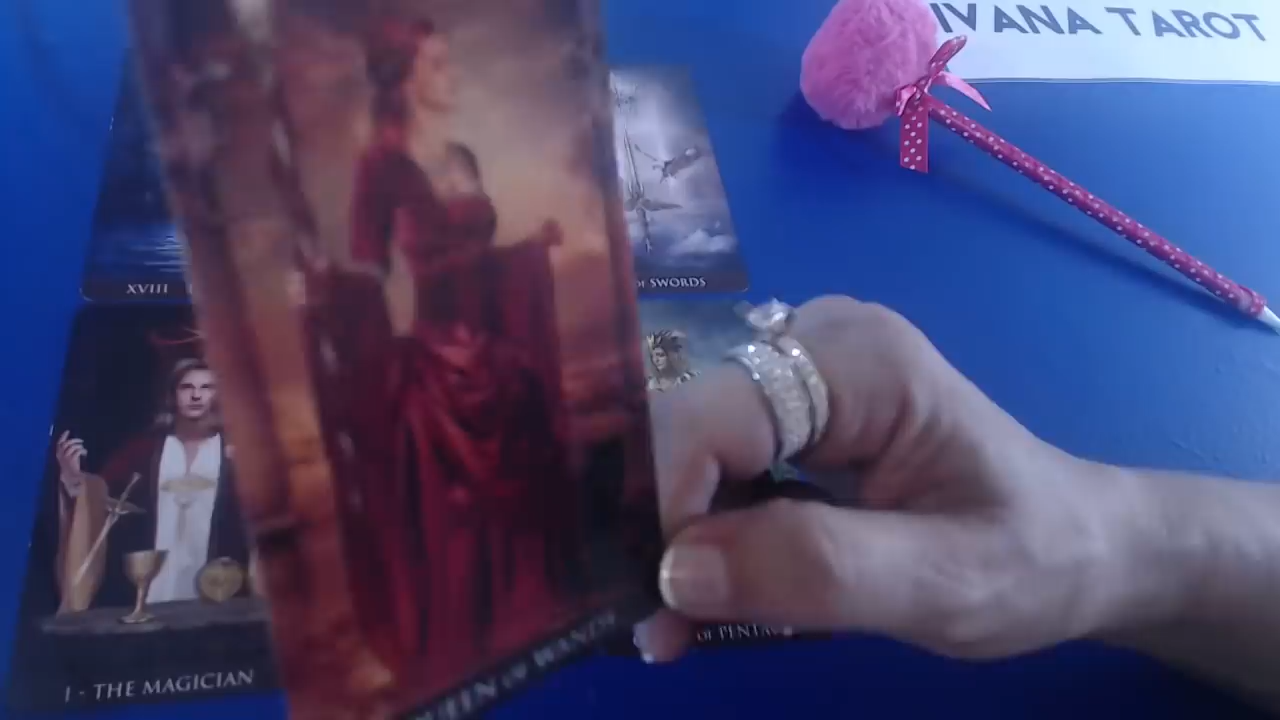 IVANA TAROT
XVIII
OF SWORDS
I - THE MAGICIAN
QUEEN OF WANDS
OF PENTA